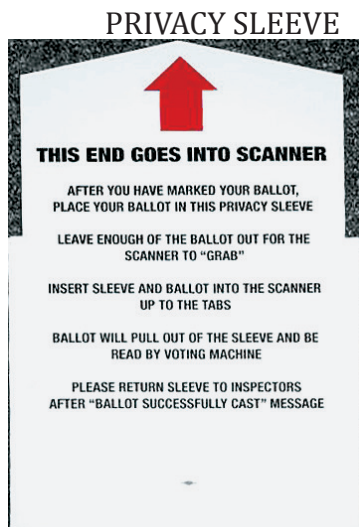 PRIVACY SLEEVE
THIS END GOES INTO SCANNER
AFTER YOU HAVE MARKED YOUR BALLOT,
PLACE YOUR BALLOT IN THIS PRIVACY SLEEVE
LEAVE ENOUGH OF THE BALLOT OUT FOR THE
SCANNER TO “GRAB”
INSERT SLEEVE AND BALLOT INTO THE SCANNER
UP TO THE TABS
BALLOT WILL PULL OUT OF THE SLEEVE AND BE
READ BY VOTING MACHINE
PLEASE RETURN SLEEVE TO INSPECTORS
AFTER “BALLOT SUCCESSFULLY CAST” MESSAGE